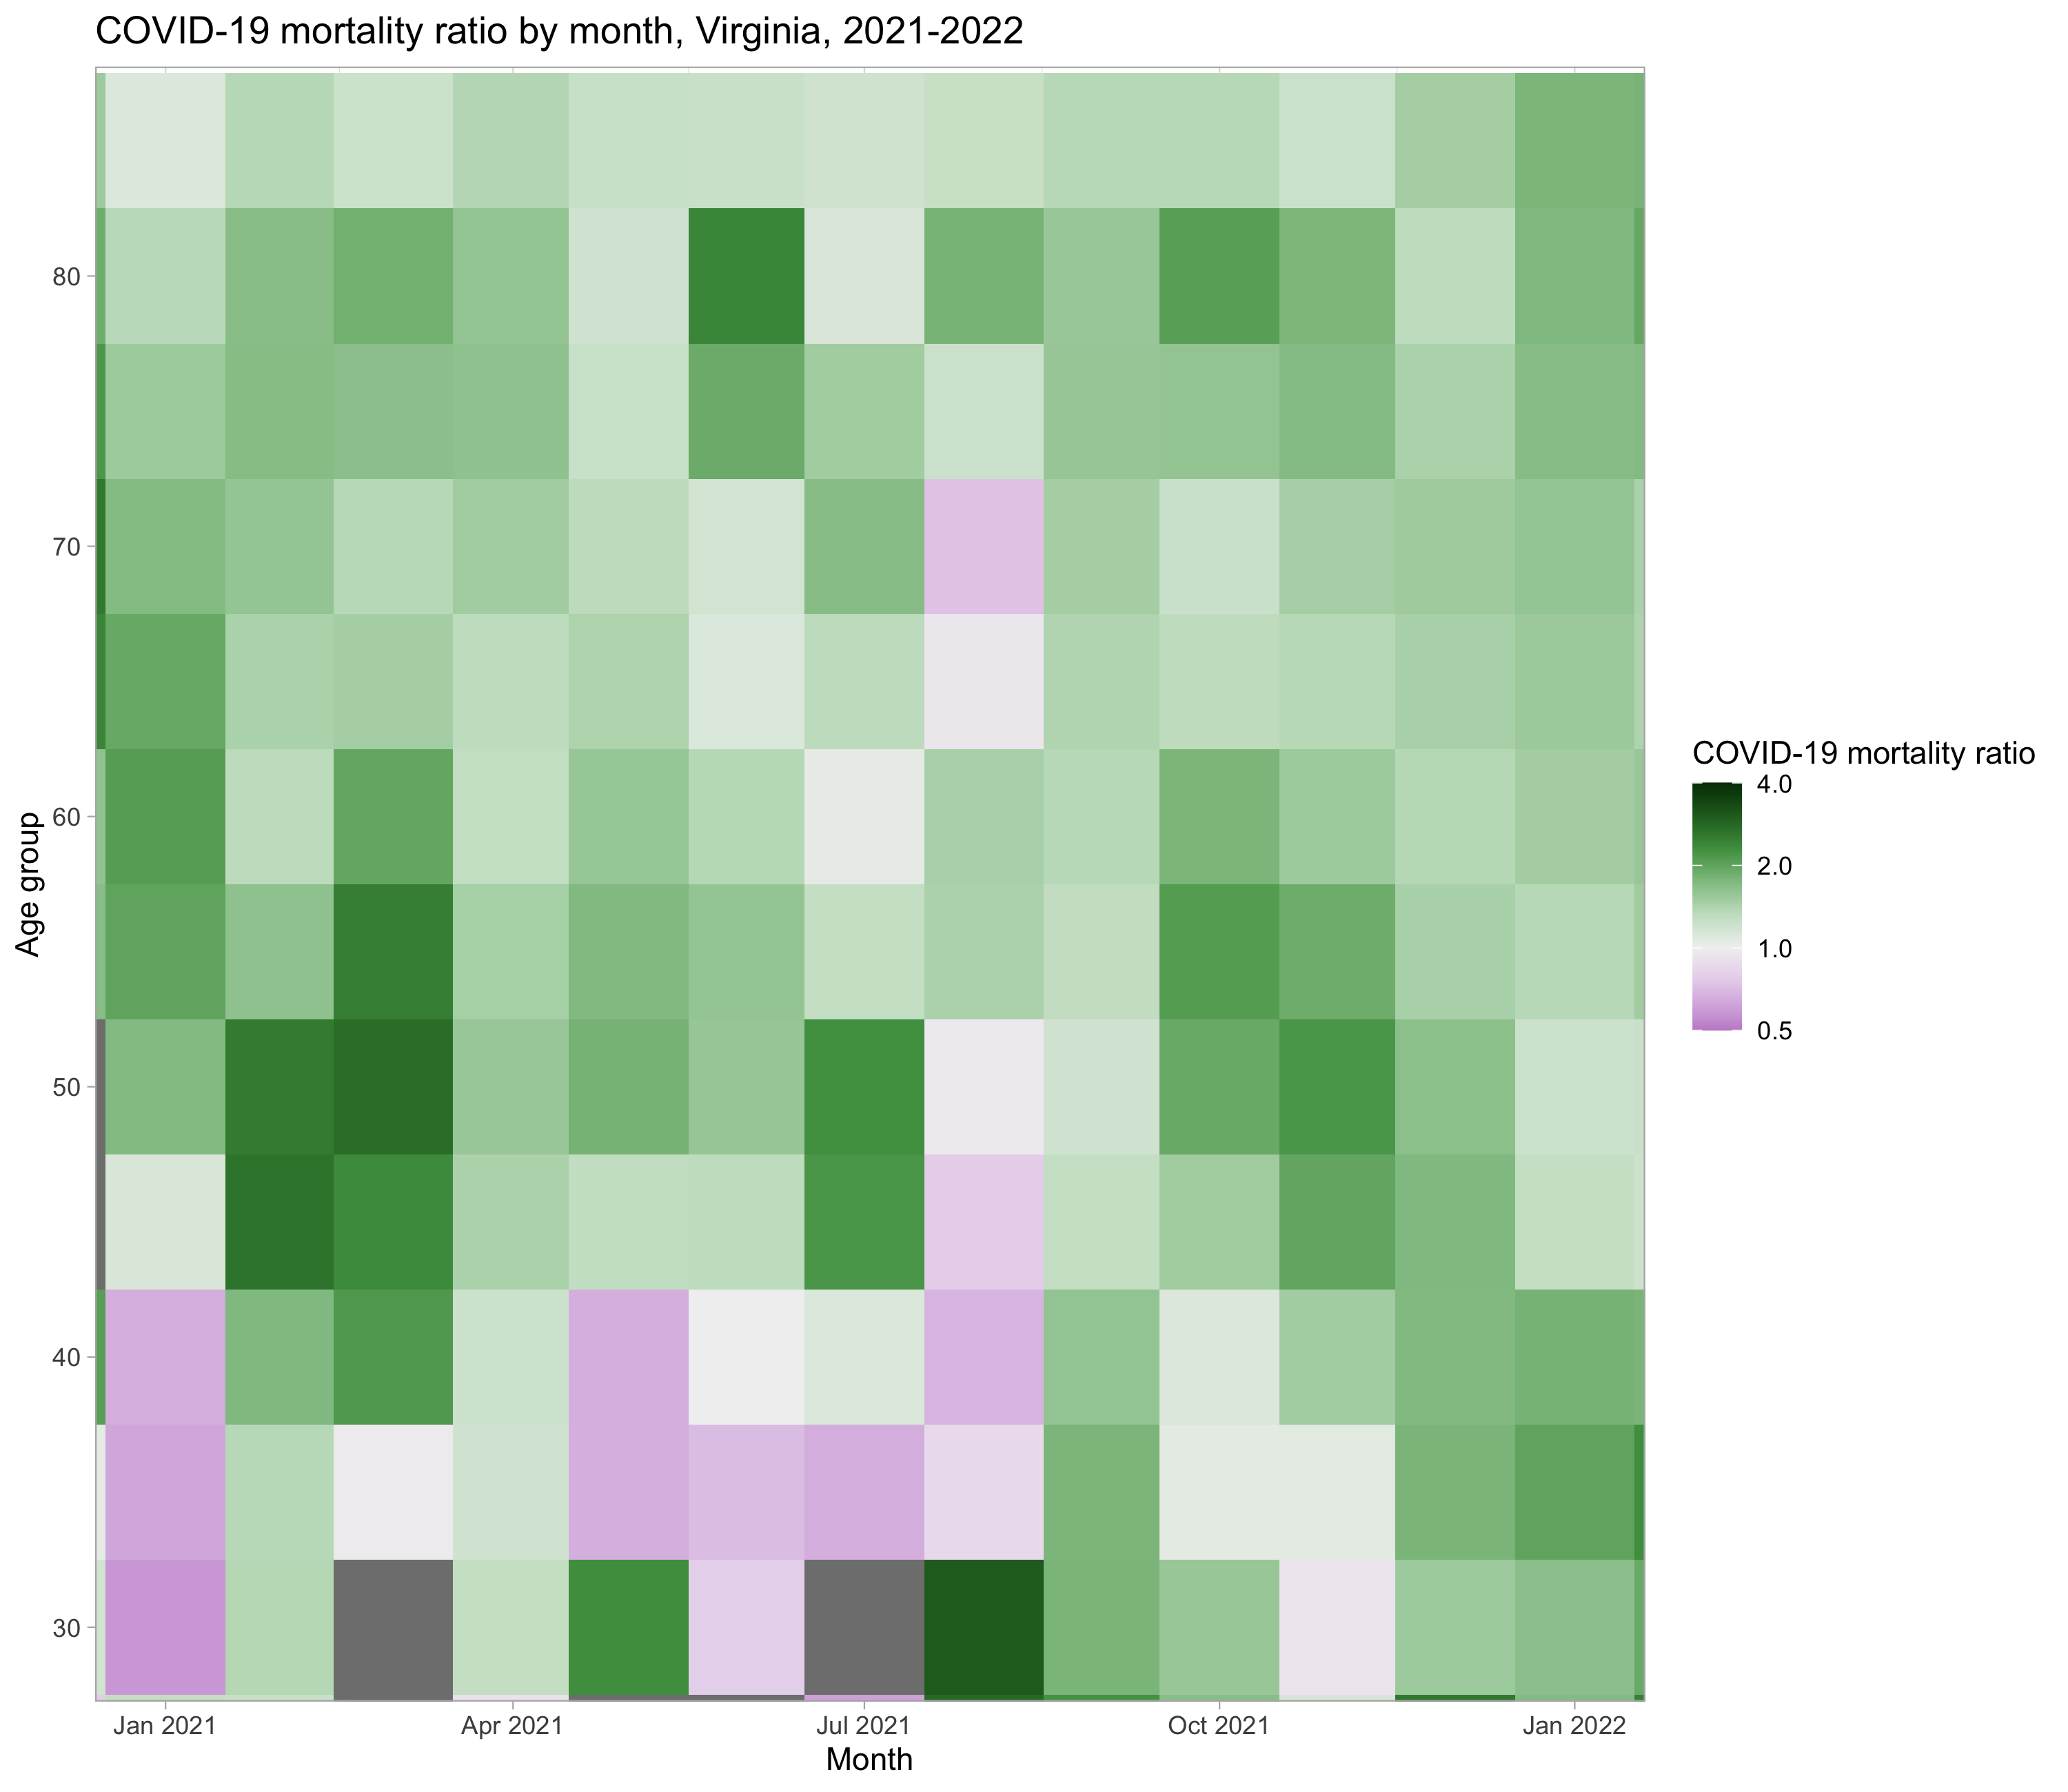 COVID-19 mortality ratio by month, Virginia, 2021-2022
80
70
60
50
40
30
Age group
Jan 2021
Apr 2021
Jul 2021
Oct 2021
Jan 2022
Month
COVID-19 mortality ratio
4.0
2.0
1.0
0.5